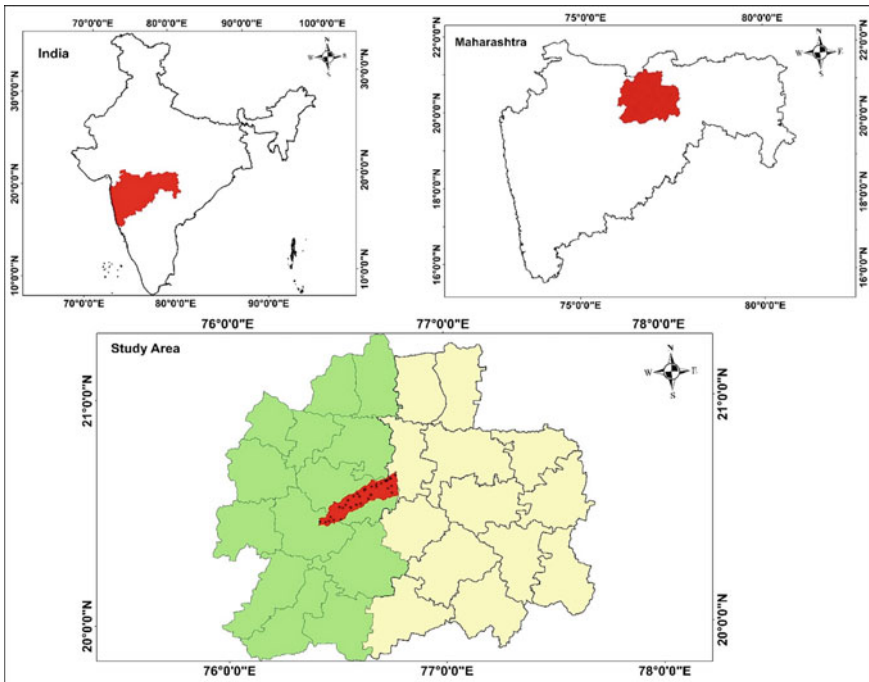 70°0'0"E 80°0'0"E 90°0'0"E 100°0'0"E
India
N
W E
S
30°0'0"N 20°0'0"N 10°0'0"N
30°0'0"N 20°0'0"N 10°0'0"N
70°0'0"E 80°0'0"E 90°0'0"E
75°0'0"E 80°0'0"E
Maharashtra
N
W E
S
22°0'0"N 20°0'0"N 18°0'0"N 16°0'0"N
22°0'0"N 20°0'0"N 18°0'0"N 16°0'0"N
75°0'0"E 80°0'0"E
76°0'0"E 77°0'0"E 78°0'0"E
Study Area
N
W E
S
21°0'0"N 20°0'0"N
21°0'0"N 20°0'0"N
76°0'0"E 77°0'0"E 78°0'0"E